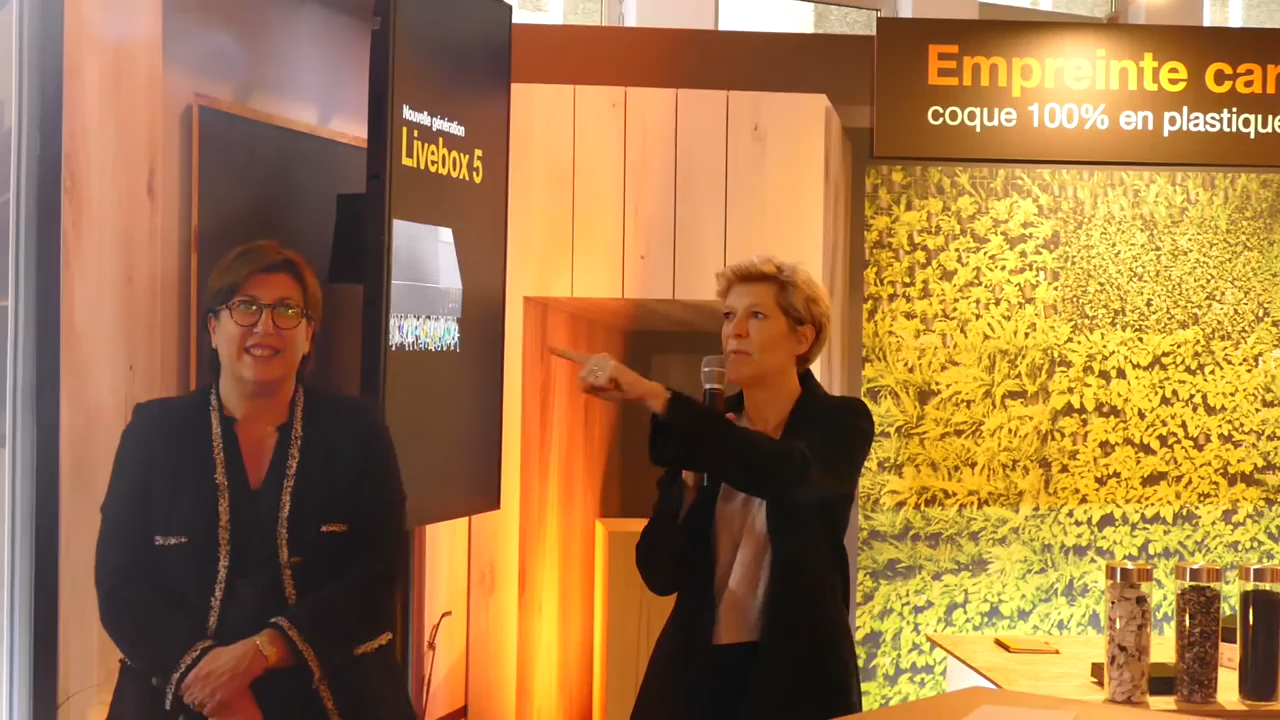 Nouvelle génération
Livebox 5
Empreinte car
coque 100% en plastique